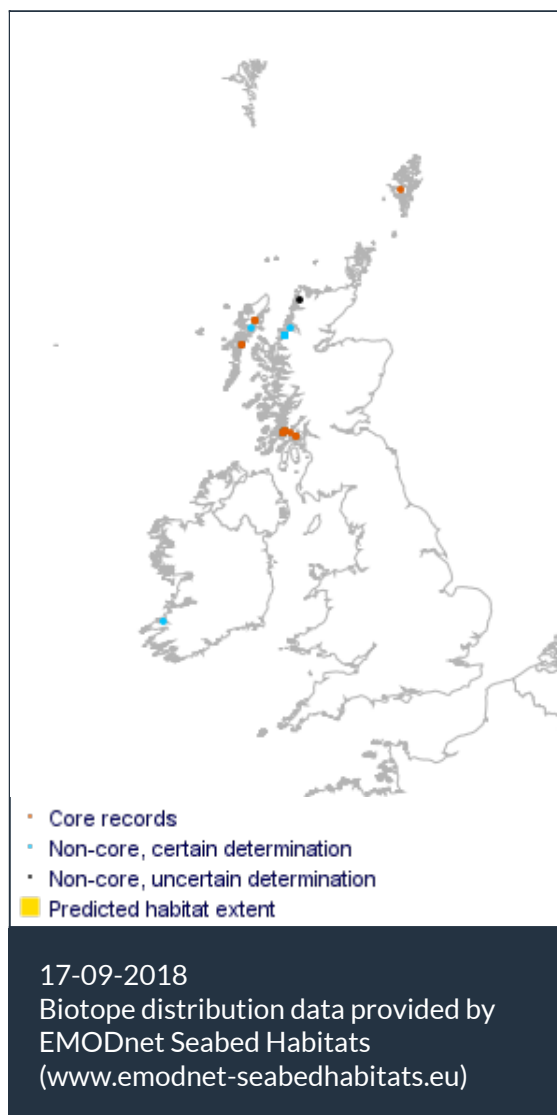 Core records
Non-core, certain determination
Non-core, uncertain determination
Predicted habitat extent
17-09-2018
Biotope distribution data provided by
EMODnet Seabed Habitats
(www.emodnet-seabedhabitats.eu)